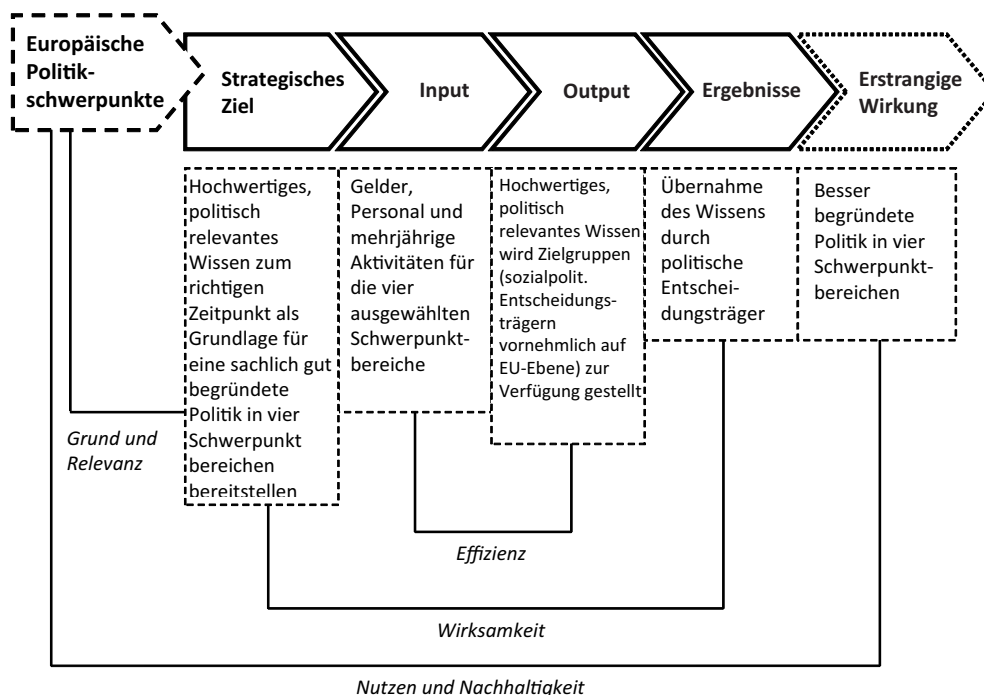 Europäische
Politik-
schwerpunkte
Strategisches
Ziel
Input
Output
Ergebnisse
Erstrangige
Wirkung
Hochwertiges,
politisch
relevantes
Wissen zum
richtigen
Zeitpunkt als
Grundlage für
eine sachlich gut
begründete
Politik in vier
Schwerpunkt
bereichen
bereitstellen
Gelder,
Personal und
mehrjährige
Aktivitäten für
die vier
ausgewählten
Schwerpunkt-
bereiche
Hochwertiges,
politisch
relevantes Wissen
wird Zielgruppen
(sozialpolit.
Entscheidungs-
trägern
vornehmlich auf
EU-Ebene) zur
Verfügung gestellt
Übernahme
des Wissens
durch
politische
Entschei-
dungsträger
Besser
begründete
Politik in vier
Schwerpunkt-
bereichen
Grund und
Relevanz
Effizienz
Wirksamkeit
Nutzen und Nachhaltigkeit